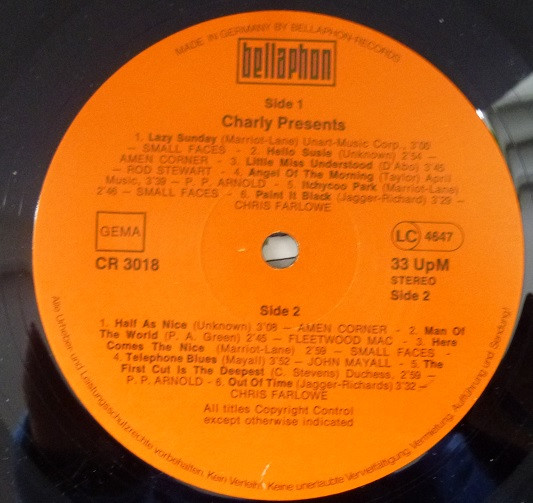 MADE IN GERMANY BY BELLAPHON-RECORDS
bellaphon
Side 1
Charly Presents
1. Lazy Sunday (Marriot-Lane) Unart-Music Corp., 3'00
– SMALL FACES - 2. Hello Susie (Unknown) 2'54 –
AMEN CORNER - 3. Little Miss Understood (D'Abo) 3'45
– ROD STEWART - 4. Angel Of The Morning (Taylor) April
Music, 3'39 – P. P. ARNOLD - 5. Itchycoo Park (Marriot-Lane)
2'46 – SMALL FACES - 6. Paint It Black (Jagger-Richard) 3'29 –
CHRIS FARLOWE
GEMA
LC 4647
CR 3018
33 UpM
STEREO
Side 2
Side 2
1. Half As Nice (Unknown) 3'08 – AMEN CORNER - 2. Man Of
The World (P. A. Green) 2'45 – FLEETWOOD MAC - 3. Here
Comes The Nice (Marriot-Lane) 2'59 – SMALL FACES -
4. Telephone Blues (Mayall) 3'52 – JOHN MAYALL - 5. The
First Cut Is The Deepest (C. Stevens) Duchess, 2'59 –
P. P. ARNOLD - 6. Out Of Time (Jagger-Richards) 3'32 –
CHRIS FARLOWE
All titles Copyright Control
except otherwise indicated
Alle Urheber- und Leistungsschutzrechte vorbehalten. Kein Verleih! Keine unerlaubte Vervielfältigung, Vermietung, Aufführung und Sendung!